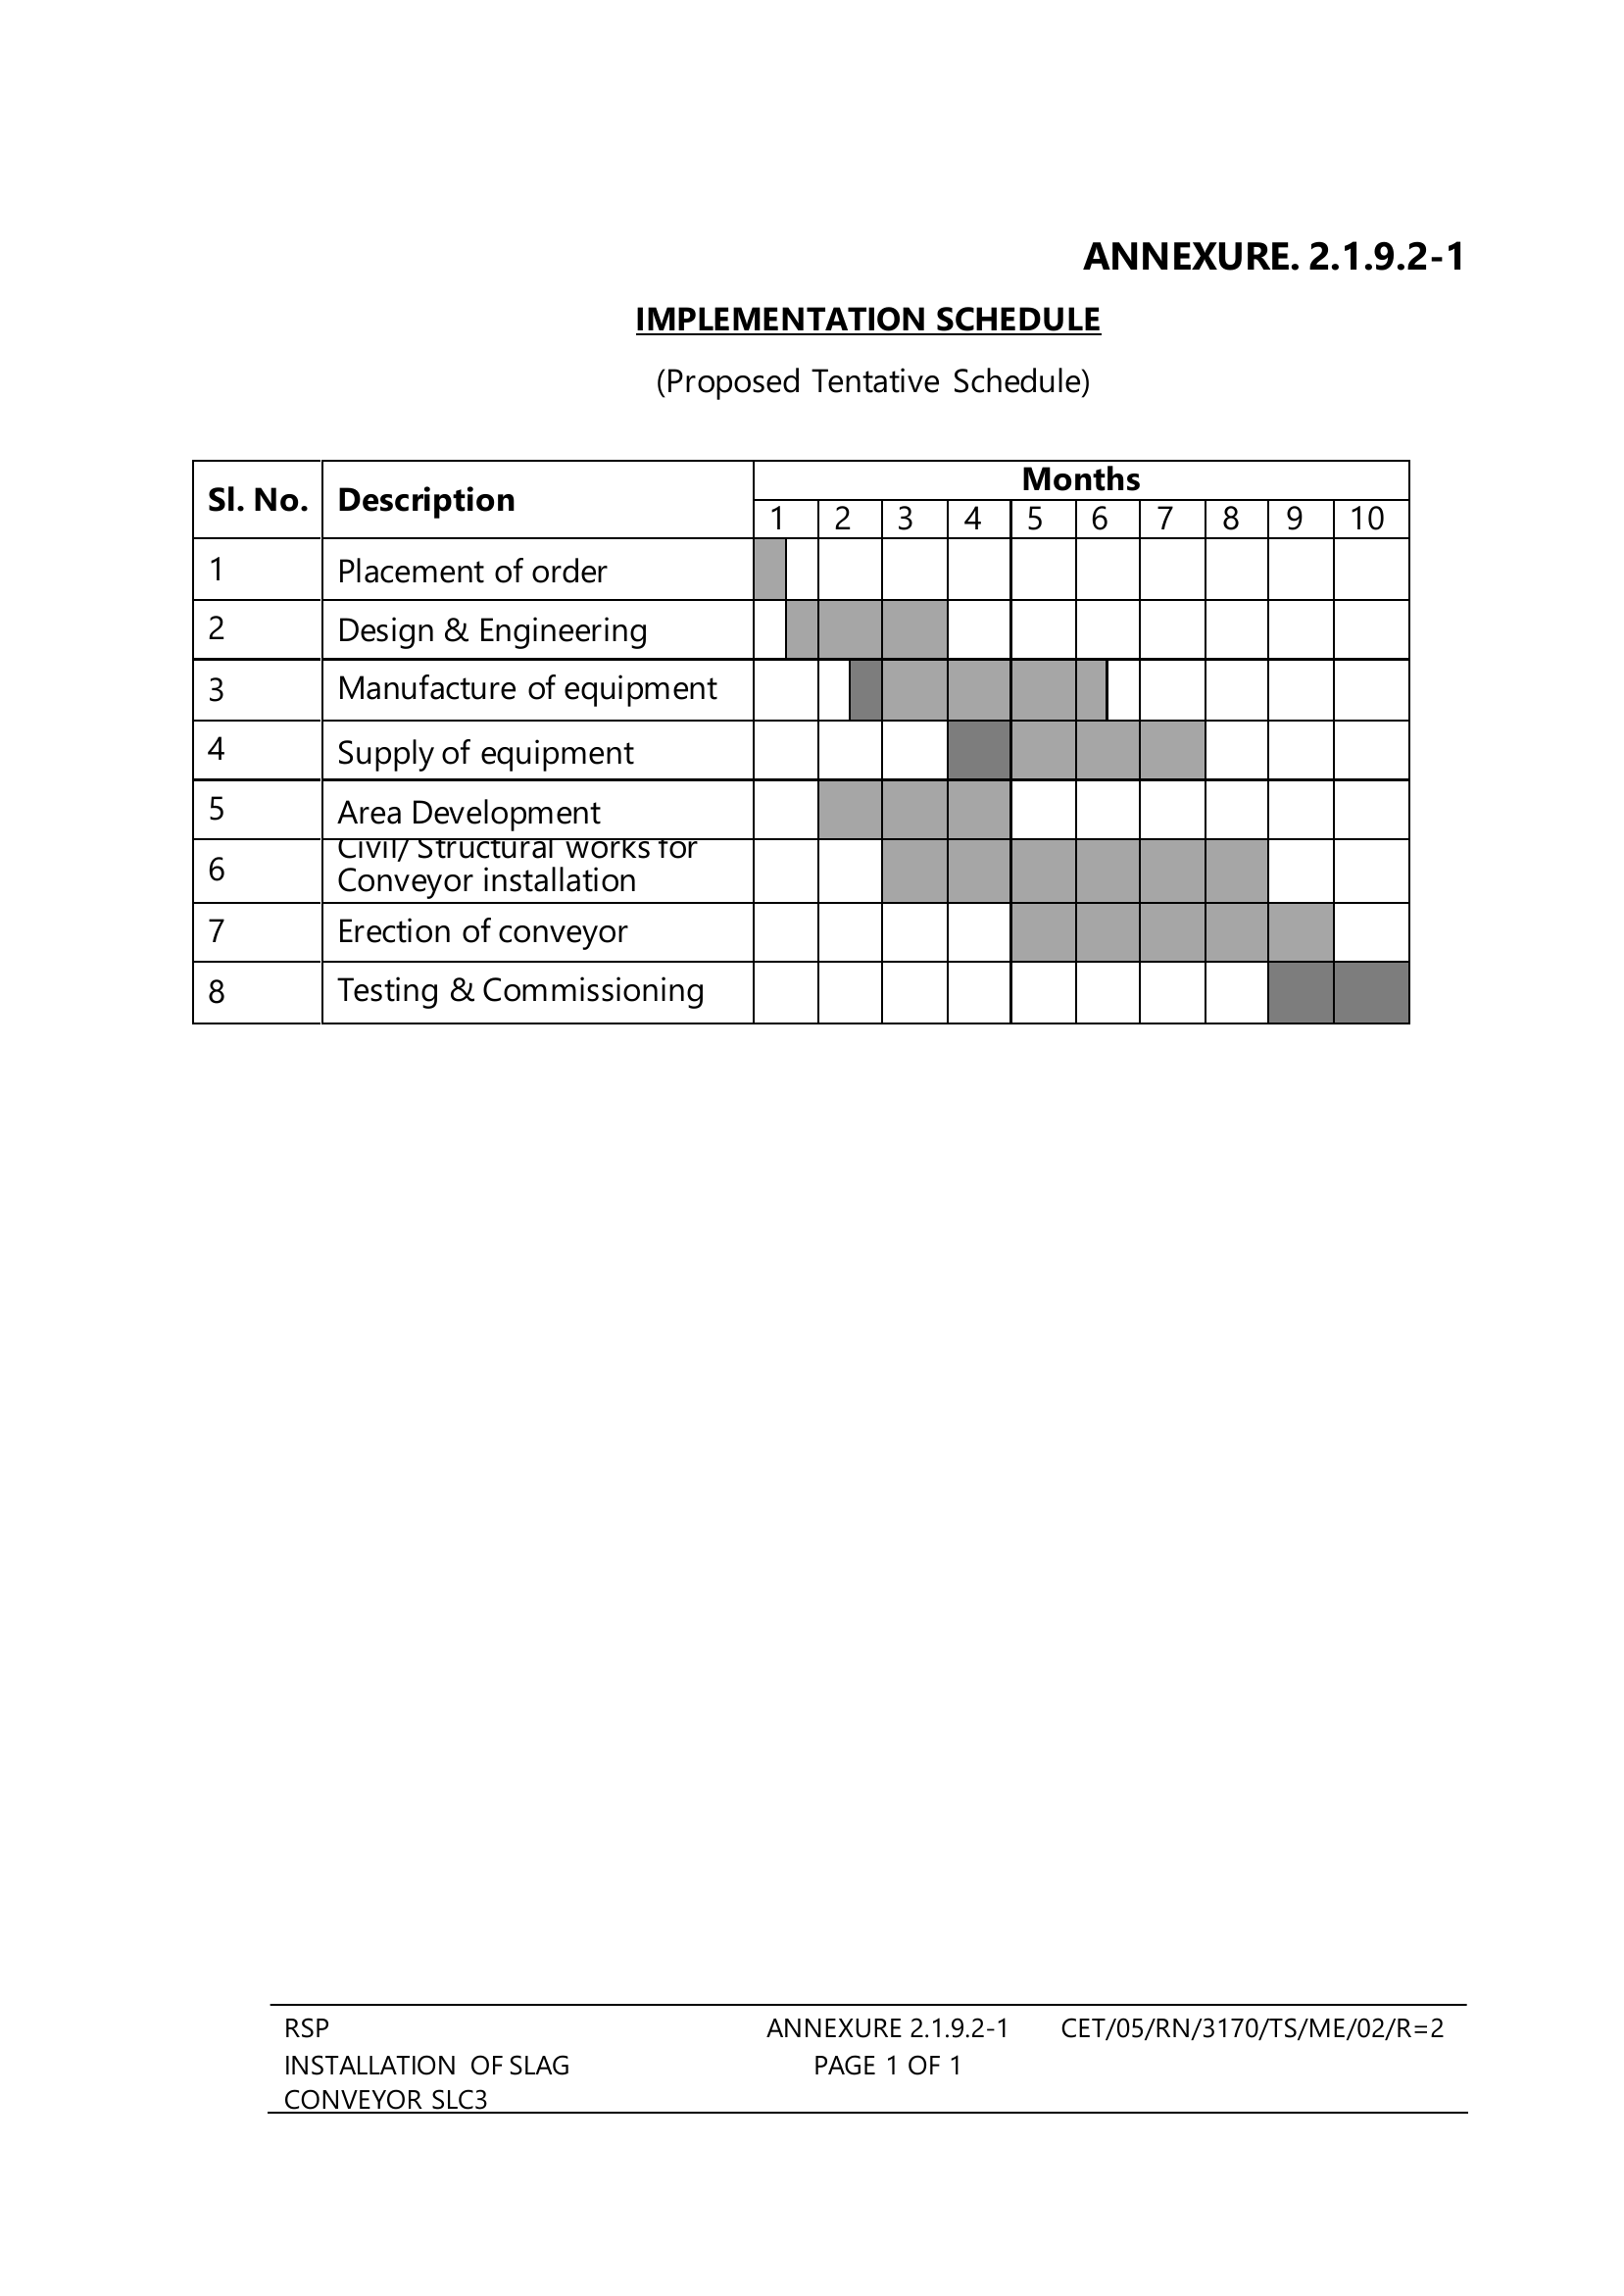 ANNEXURE. 2.1.9.2-1
IMPLEMENTATION SCHEDULE
(Proposed Tentative Schedule)
Sl. No. Description Months
1 2 3 4 5 6 7 8 9 10
1 Placement of order
2 Design & Engineering
3 Manufacture of equipment
4 Supply of equipment
5 Area Development
6 Civil/ Structural works for
Conveyor installation
7 Erection of conveyor
8 Testing & Commissioning
RSP ANNEXURE 2.1.9.2-1 CET/05/RN/3170/TS/ME/02/R=2
INSTALLATION OF SLAG PAGE 1 OF 1
CONVEYOR SLC3